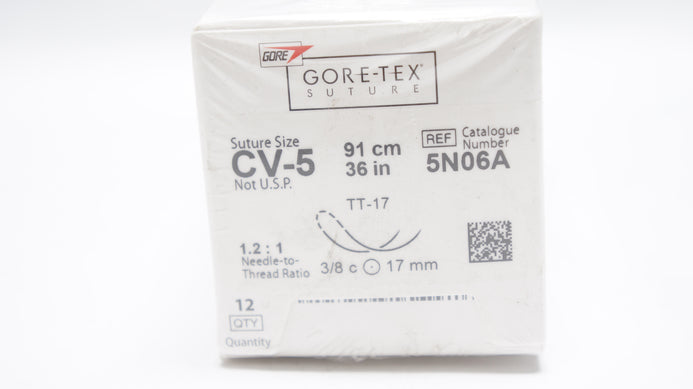 GORE
GORE-TEX®
SUTURE
Suture Size
CV-5
Not U.S.P.
91 cm
36 in
REF Catalogue Number
5N06A
TT-17
1.2 : 1
Needle-to-
Thread Ratio
3/8 c 17 mm
12
QTY
Quantity